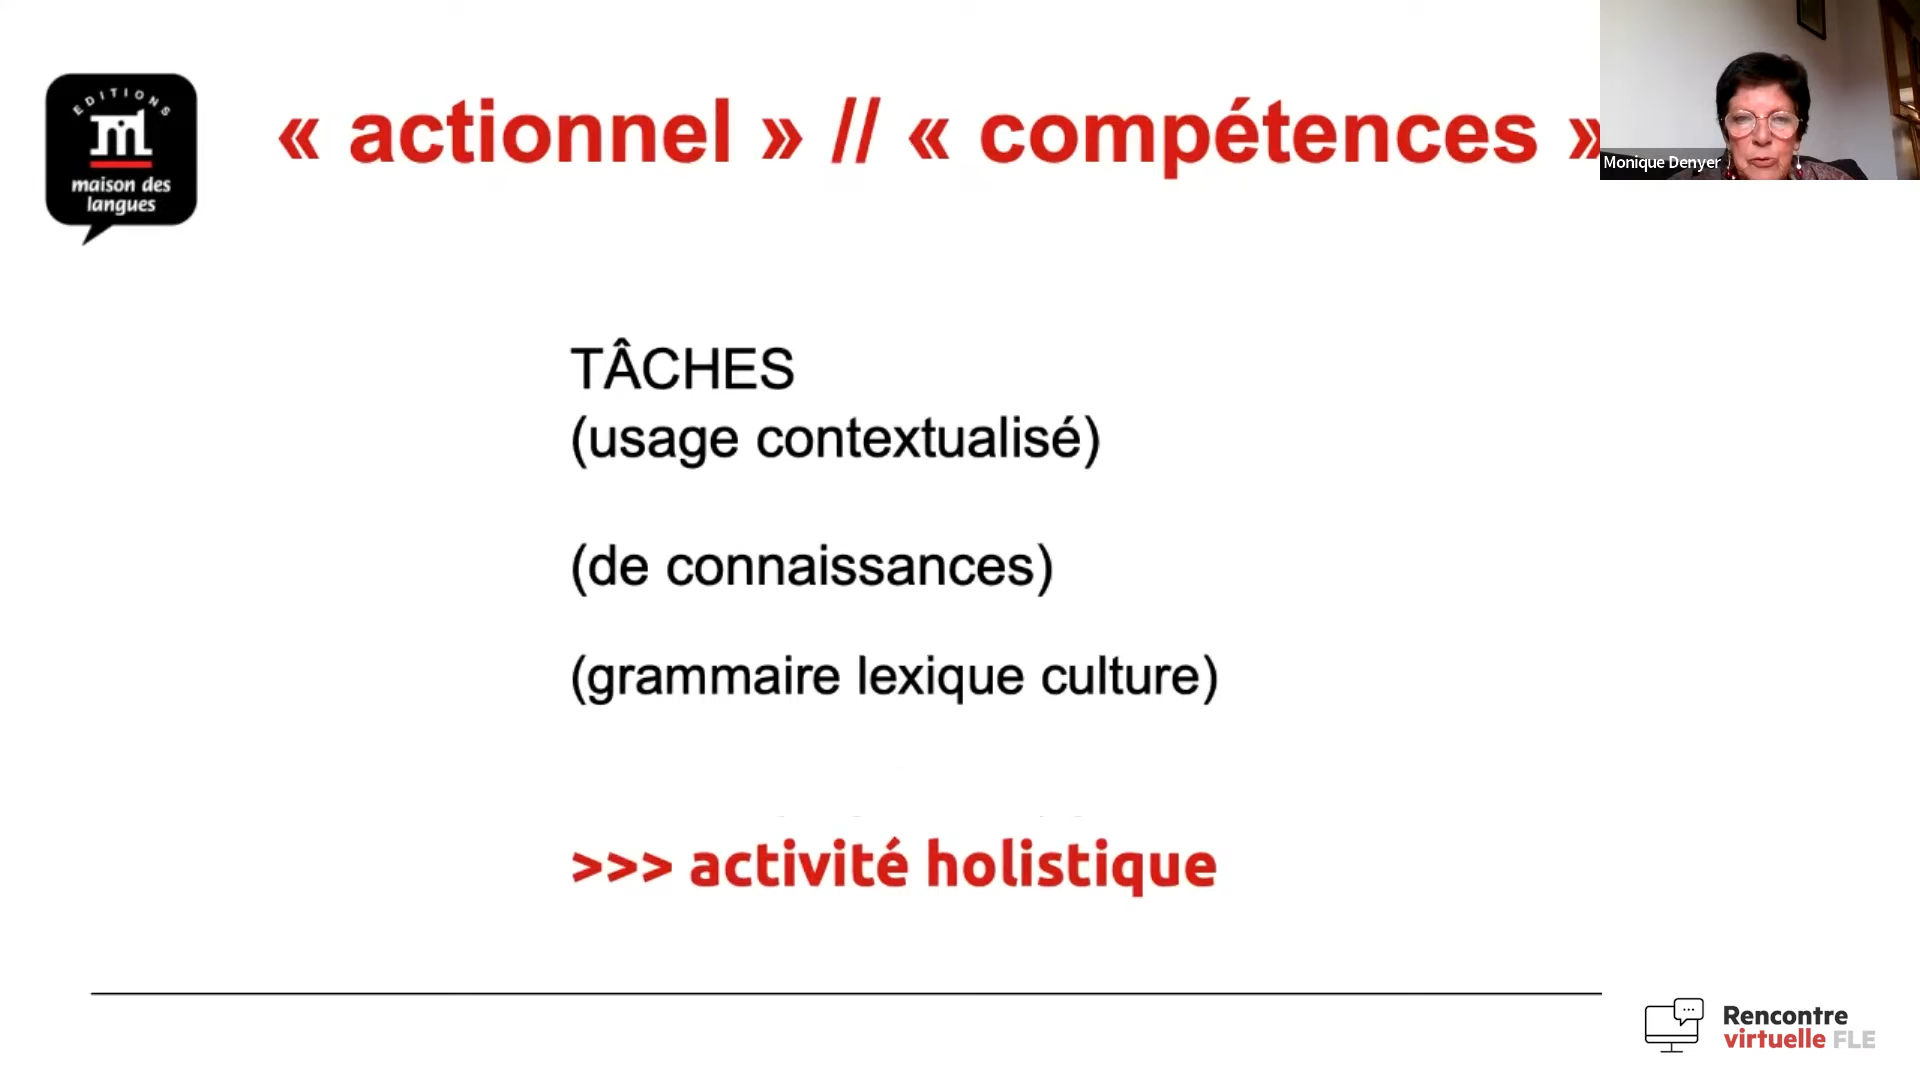 EDITIONS
maison des
langues
« actionnel » // « compétences »
Monique Denyer
TÂCHES
(usage contextualisé)
(de connaissances)
(grammaire lexique culture)
>>> activité holistique
Rencontre
virtuelle FLE